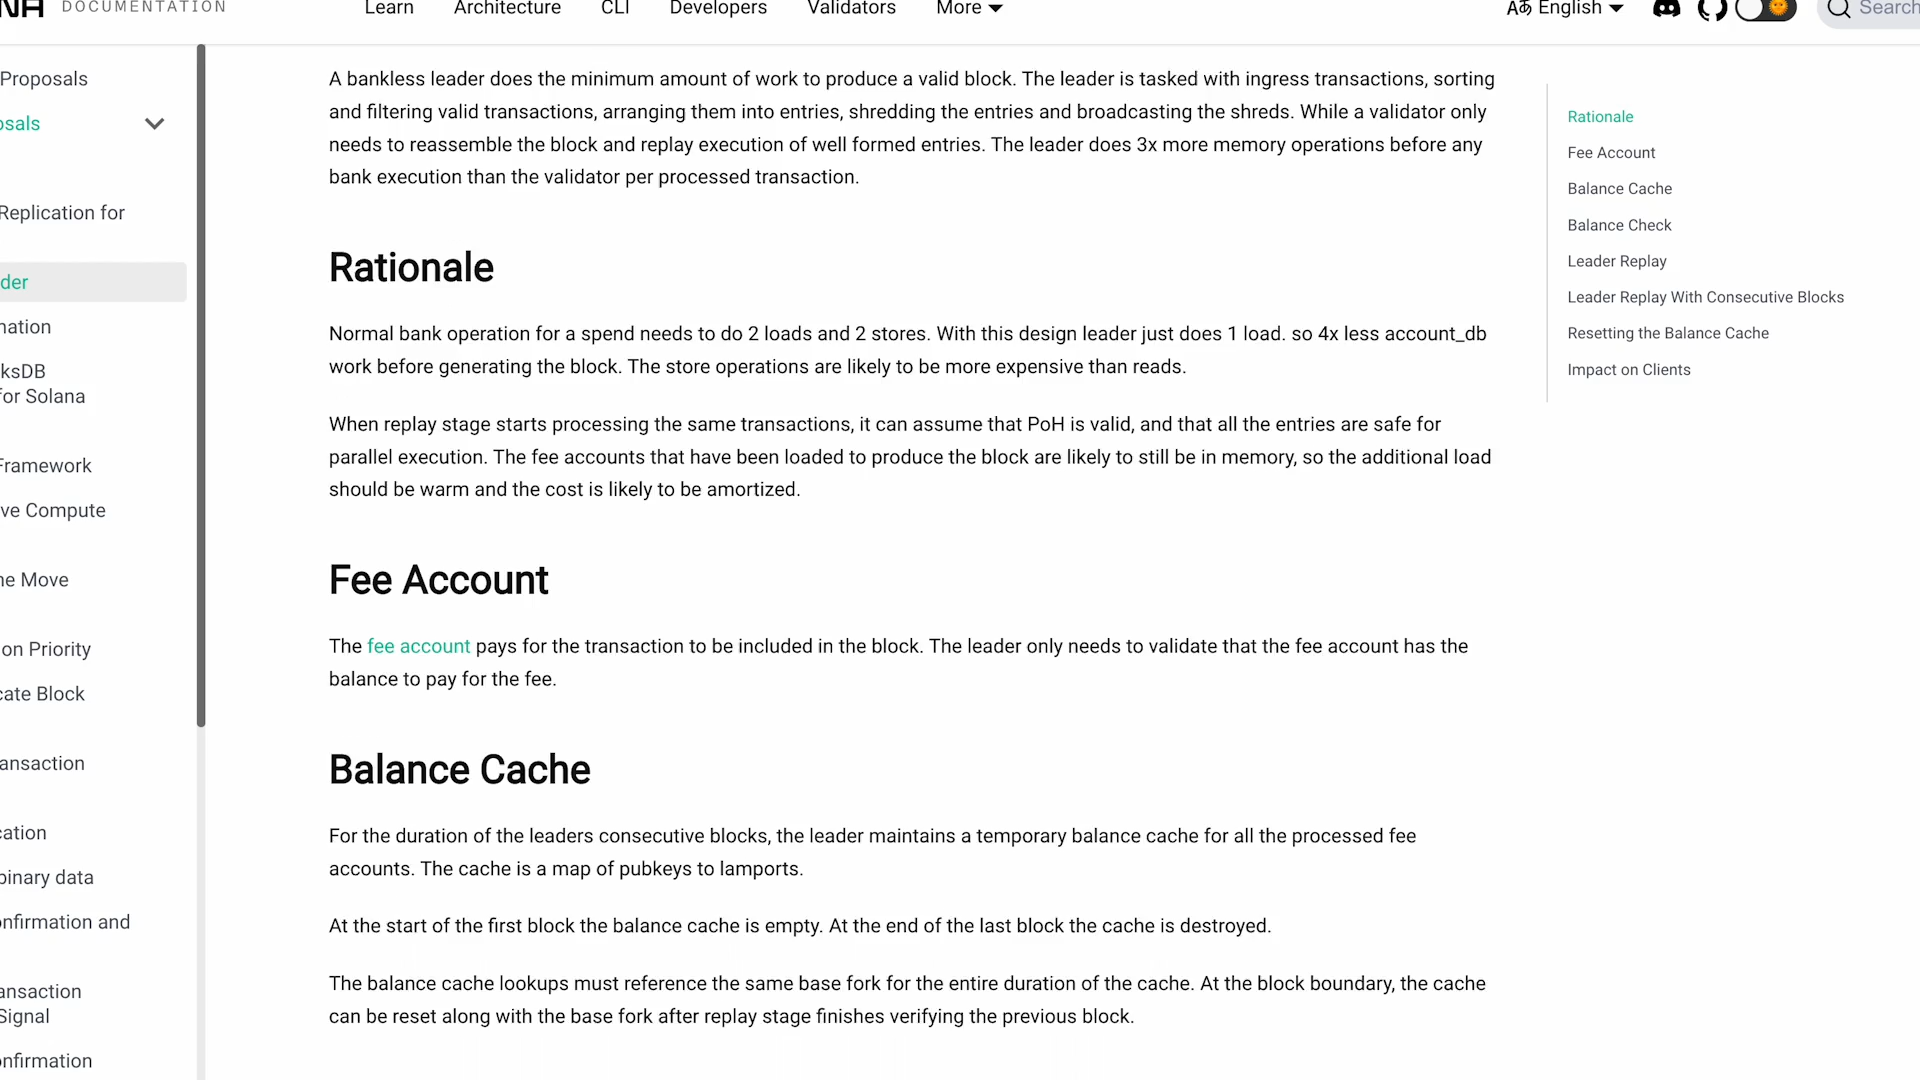 NA DOCUMENTATION
Learn Architecture CLI Developers Validators More
English
Search
Proposals
osals
Replication for
der
nation
ksDB
for Solana
Framework
ve Compute
ne Move
on Priority
cate Block
ansaction
cation
binary data
onfirmation and
ansaction
Signal
onfirmation
A bankless leader does the minimum amount of work to produce a valid block. The leader is tasked with ingress transactions, sorting
and filtering valid transactions, arranging them into entries, shredding the entries and broadcasting the shreds. While a validator only
needs to reassemble the block and replay execution of well formed entries. The leader does 3x more memory operations before any
bank execution than the validator per processed transaction.
Rationale
Normal bank operation for a spend needs to do 2 loads and 2 stores. With this design leader just does 1 load. so 4x less account_db
work before generating the block. The store operations are likely to be more expensive than reads.
When replay stage starts processing the same transactions, it can assume that PoH is valid, and that all the entries are safe for
parallel execution. The fee accounts that have been loaded to produce the block are likely to still be in memory, so the additional load
should be warm and the cost is likely to be amortized.
Fee Account
The fee account pays for the transaction to be included in the block. The leader only needs to validate that the fee account has the
balance to pay for the fee.
Balance Cache
For the duration of the leaders consecutive blocks, the leader maintains a temporary balance cache for all the processed fee
accounts. The cache is a map of pubkeys to lamports.
At the start of the first block the balance cache is empty. At the end of the last block the cache is destroyed.
The balance cache lookups must reference the same base fork for the entire duration of the cache. At the block boundary, the cache
can be reset along with the base fork after replay stage finishes verifying the previous block.
Rationale
Fee Account
Balance Cache
Balance Check
Leader Replay
Leader Replay With Consecutive Blocks
Resetting the Balance Cache
Impact on Clients